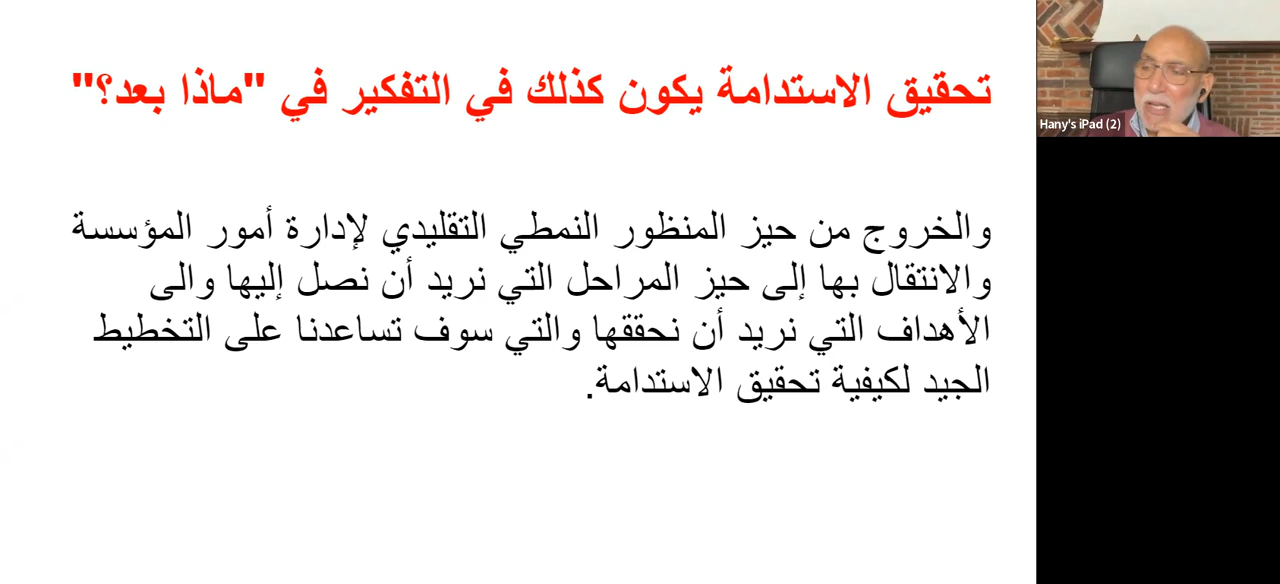 تحقيق الاستدامة يكون كذلك في التفكير في "ماذا بعد؟"
والخروج من حيز المنظور النمطي التقليدي لإدارة أمور المؤسسة
والانتقال بها إلى حيز المراحل التي نريد أن نصل إليها والى
الأهداف التي نريد أن نحققها والتي سوف تساعدنا على التخطيط
الجيد لكيفية تحقيق الاستدامة.
Hany's iPad (2)